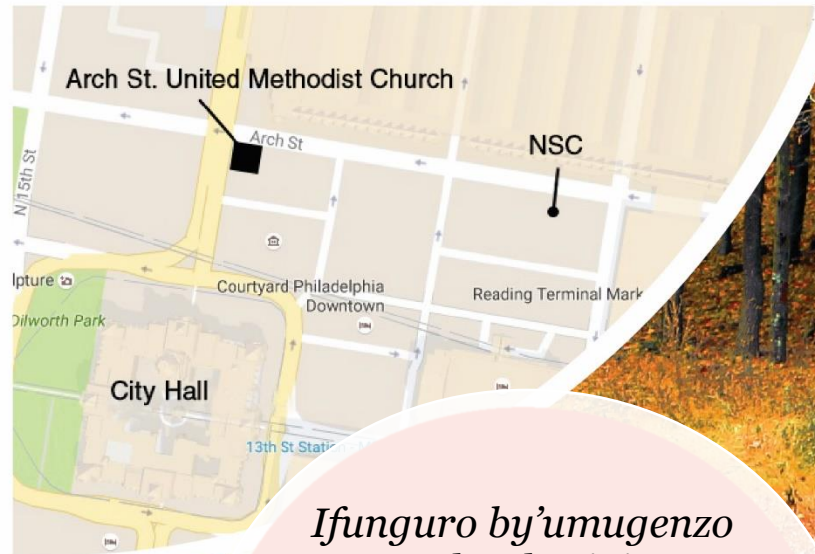 Arch St. United Methodist Church
Arch St
NSC
N 15th St
Courtyard Philadelphia
Downtown
Reading Terminal Mark
lpture
Dilworth Park
City Hall
13th St Station
Ifunguro by’umugenzo